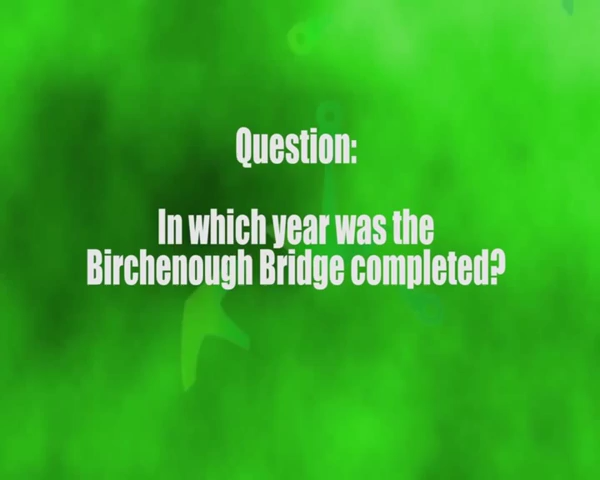 Question:
In which year was the
Birchenough Bridge completed?